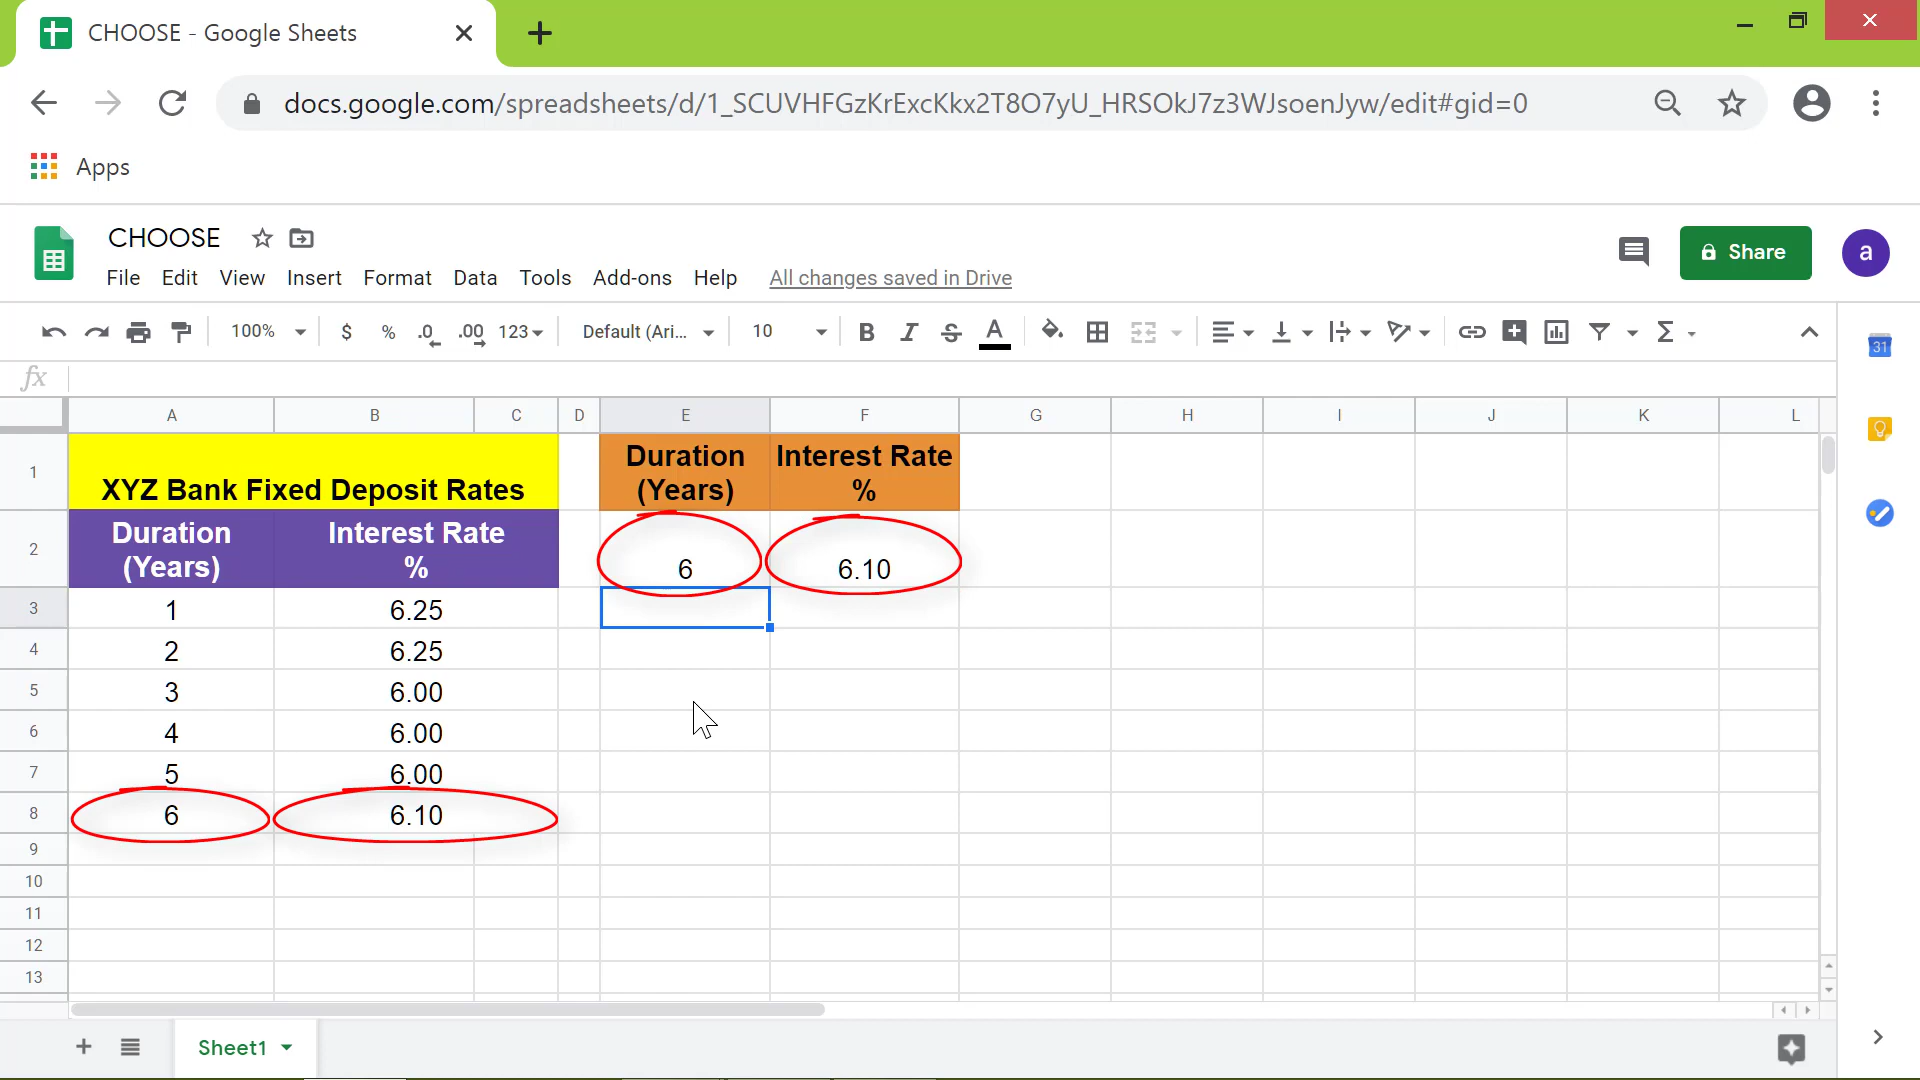 CHOOSE - Google Sheets
docs.google.com/spreadsheets/d/1_SCUVHFGzKrExcKkx2T8O7yU_HRSOkJ7z3WJsoenJyw/edit#gid=0
Apps
CHOOSE
File Edit View Insert Format Data Tools Add-ons Help All changes saved in Drive
Share
a
100% $ % .0 .00 123 Default (Ari... 10 B I S A Σ
31
fx
A B C D E F G H I J K L
1 XYZ Bank Fixed Deposit Rates
Duration (Years)
Interest Rate %
2
Duration (Years)
Interest Rate %
6 6.10
3 1 6.25
4 2 6.25
5 3 6.00
6 4 6.00
7 5 6.00
8 6 6.10
9
10
11
12
13
Sheet1